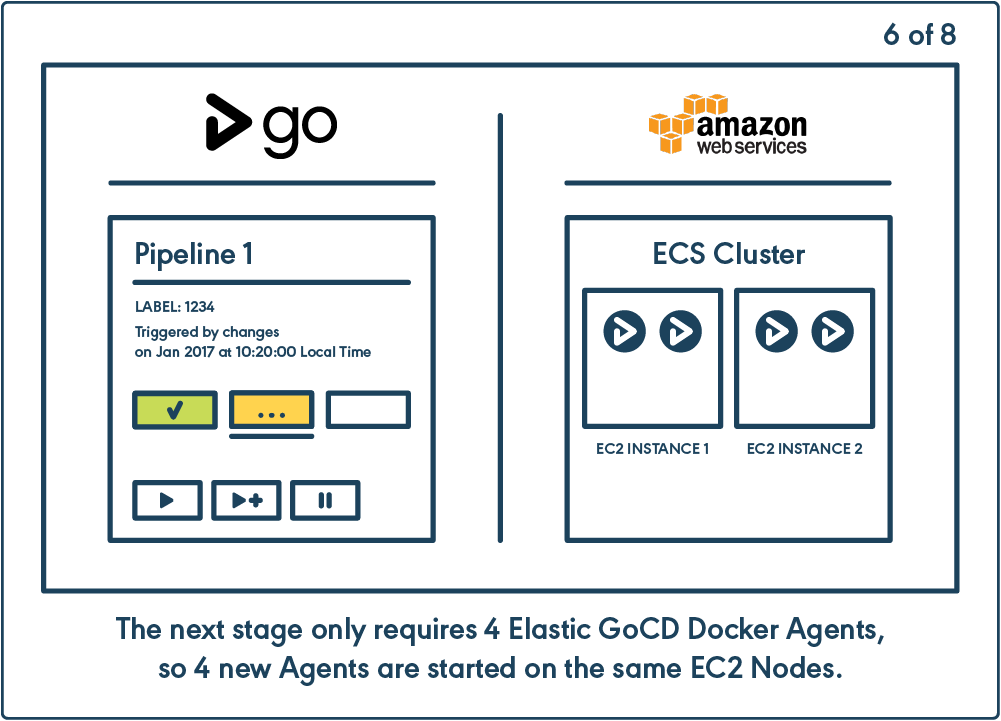 6 of 8
go
amazon
web services
Pipeline 1
LABEL: 1234
Triggered by changes
on Jan 2017 at 10:20:00 Local Time
...
ECS Cluster
EC2 INSTANCE 1
EC2 INSTANCE 2
The next stage only requires 4 Elastic GoCD Docker Agents,
so 4 new Agents are started on the same EC2 Nodes.